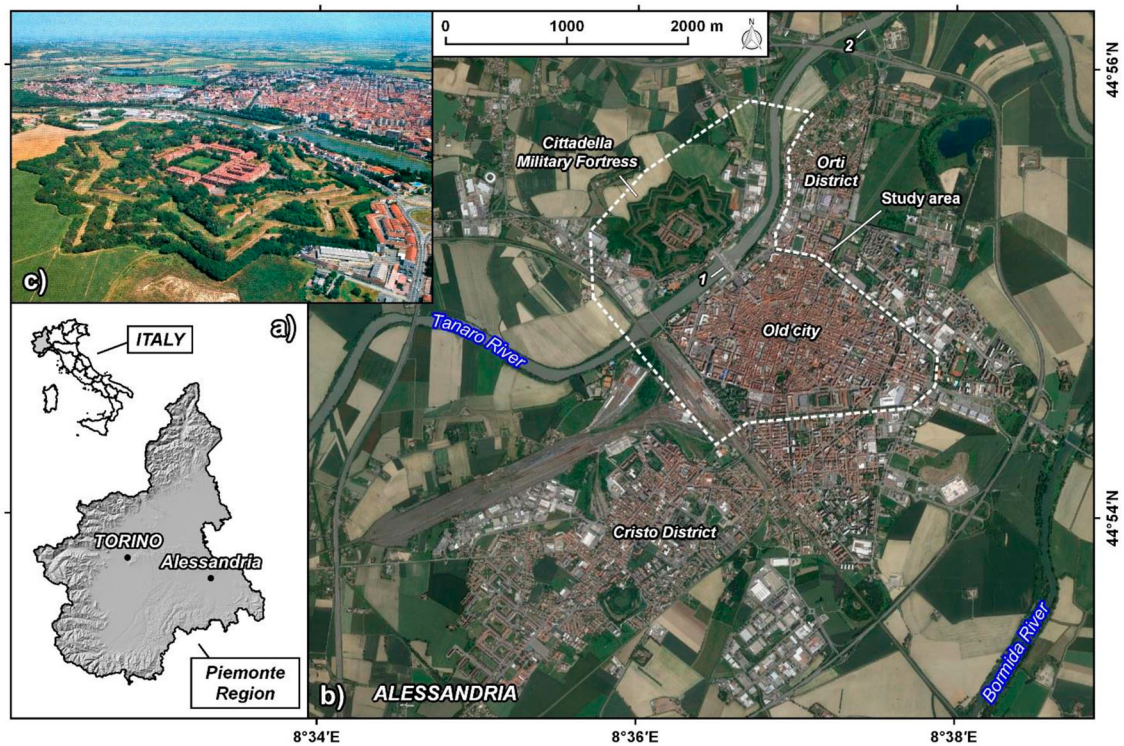 0 1000 2000 m
N
2
44°56'N
Cittadella
Military Fortress
Orti
District
Study area
1
c)
Old city
a)
ITALY
Tanaro River
44°54'N
TORINO
Alessandria
Cristo District
Piemonte
Region
Bormida River
b)
ALESSANDRIA
8°34'E
8°36'E
8°38'E